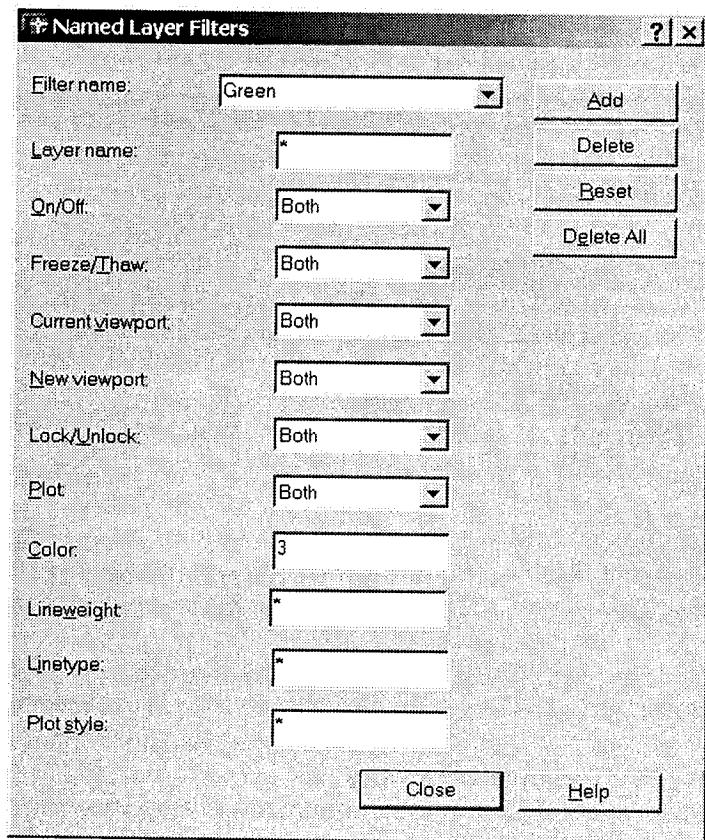 Named Layer Filters ? ×
Filter name: Green Add
Layer name: * Delete
On/Off: Both Reset
Delete All
Freeze/Thaw: Both
Current viewport: Both
New viewport: Both
Lock/Unlock: Both
Plot: Both
Color: 3
Lineweight: *
Linetype: *
Plot style: *
Close Help